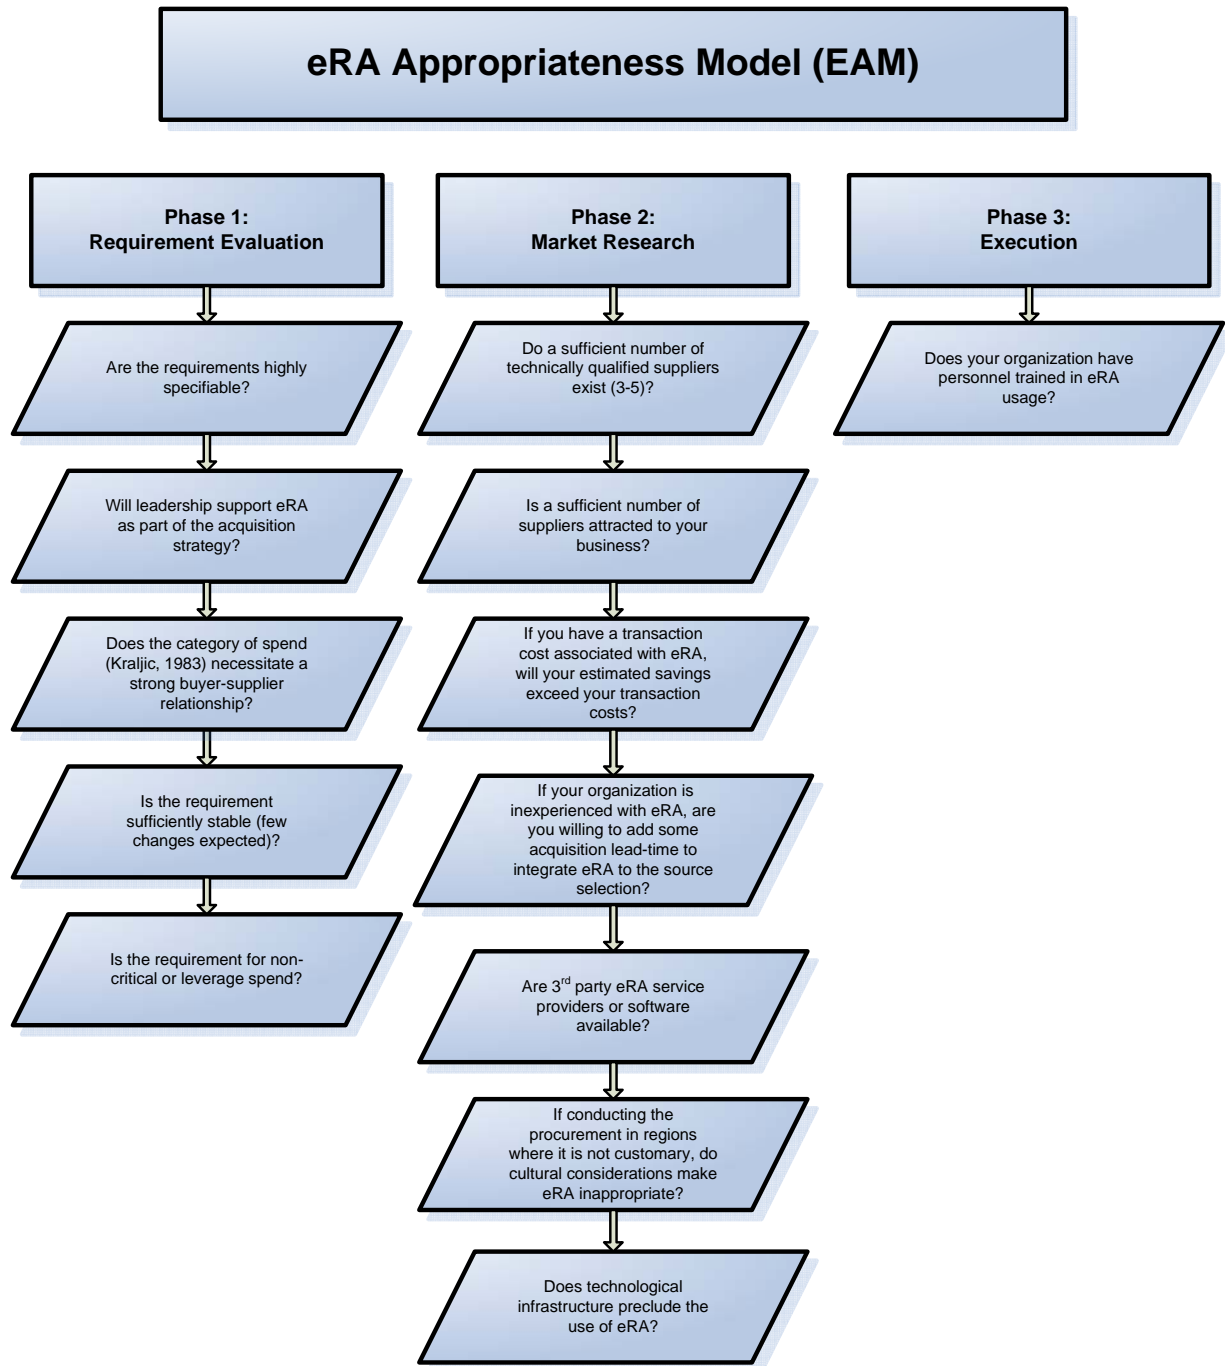 eRA Appropriateness Model (EAM)
Phase 1:
Requirement Evaluation
Are the requirements highly
specifiable?
Will leadership support eRA
as part of the acquisition
strategy?
Does the category of spend
(Kraljic, 1983) necessitate a
strong buyer-supplier
relationship?
Is the requirement
sufficiently stable (few
changes expected)?
Is the requirement for non-
critical or leverage spend?
Phase 2:
Market Research
Do a sufficient number of
technically qualified suppliers
exist (3-5)?
Is a sufficient number of
suppliers attracted to your
business?
If you have a transaction
cost associated with eRA,
will your estimated savings
exceed your transaction
costs?
If your organization is
inexperienced with eRA, are
you willing to add some
acquisition lead-time to
integrate eRA to the source
selection?
Are 3rd party eRA service
providers or software
available?
If conducting the
procurement in regions
where it is not customary, do
cultural considerations make
eRA inappropriate?
Does technological
infrastructure preclude the
use of eRA?
Phase 3:
Execution
Does your organization have
personnel trained in eRA
usage?